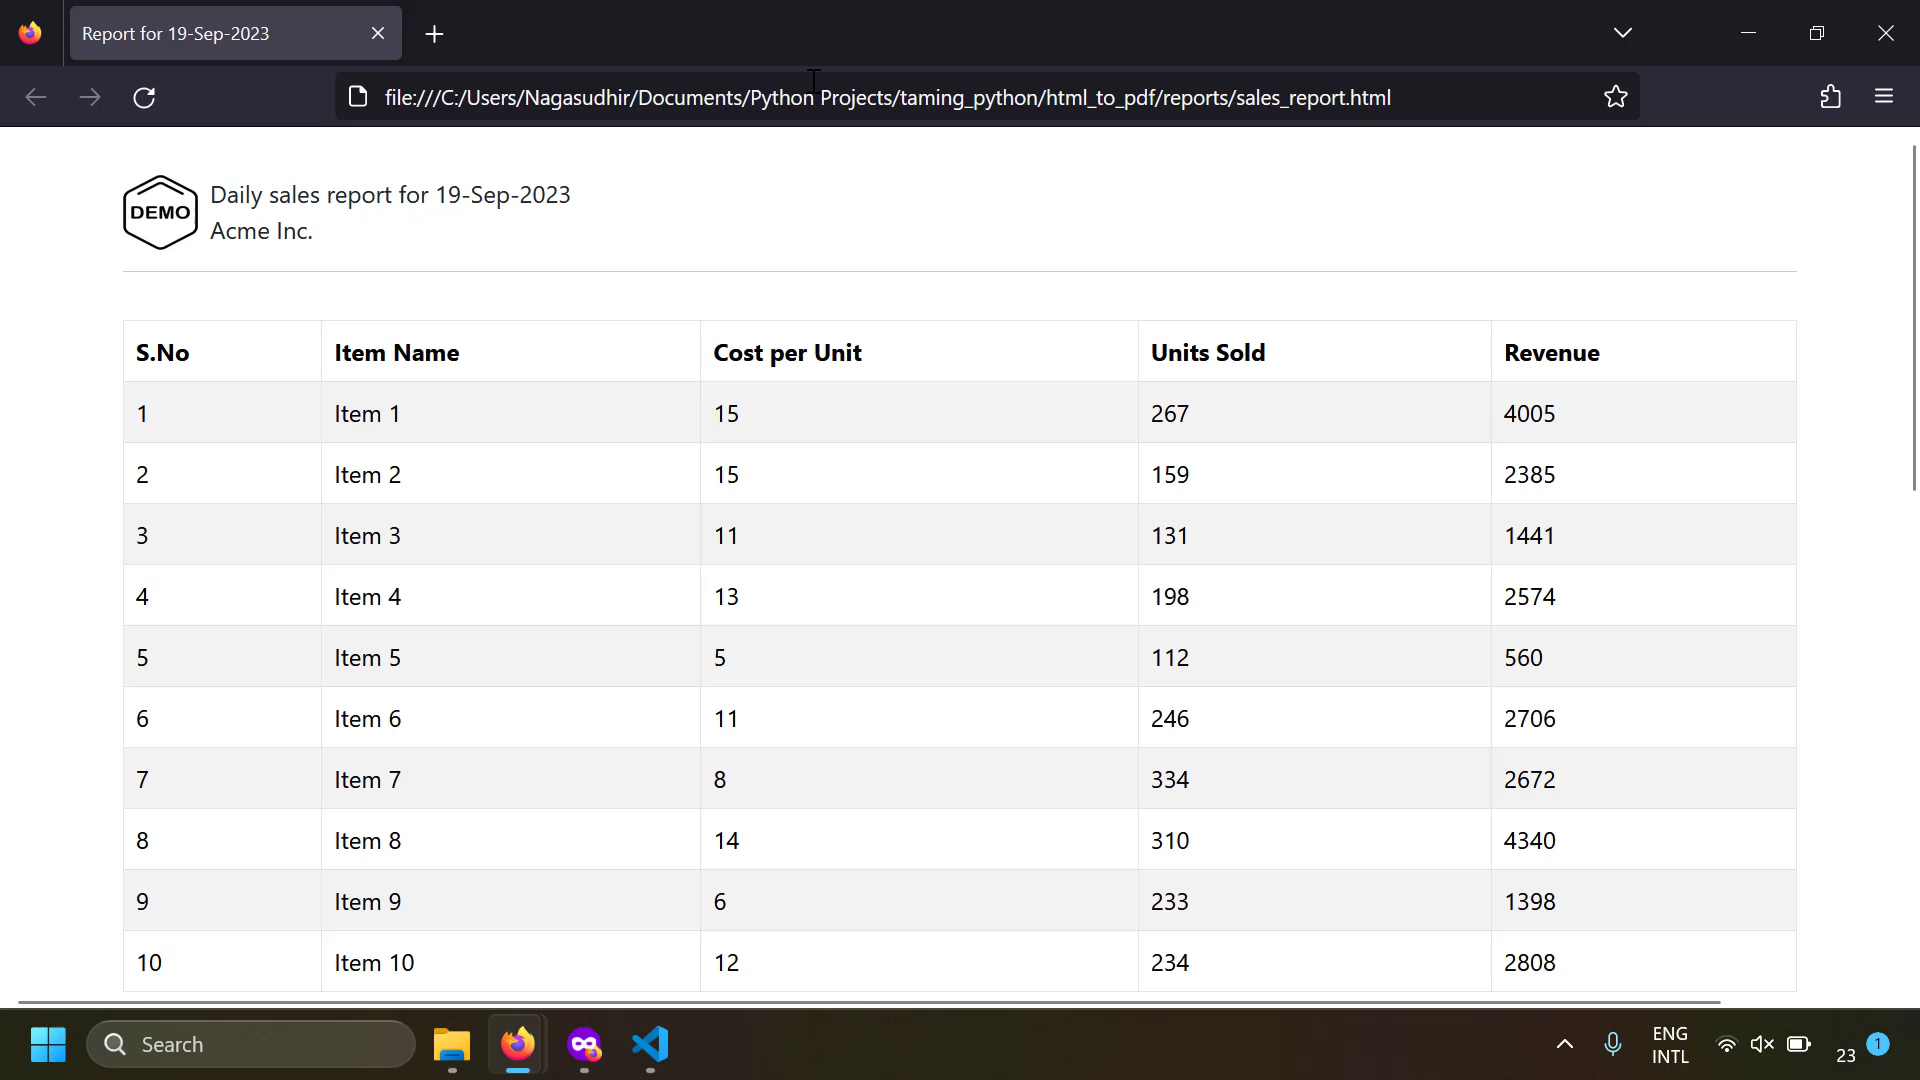 Report for 19-Sep-2023
file:///C:/Users/Nagasudhir/Documents/Python Projects/taming_python/html_to_pdf/reports/sales_report.html
DEMO
Daily sales report for 19-Sep-2023
Acme Inc.
S.No Item Name Cost per Unit Units Sold Revenue
1 Item 1 15 267 4005
2 Item 2 15 159 2385
3 Item 3 11 131 1441
4 Item 4 13 198 2574
5 Item 5 5 112 560
6 Item 6 11 246 2706
7 Item 7 8 334 2672
8 Item 8 14 310 4340
9 Item 9 6 233 1398
10 Item 10 12 234 2808
Search
ENG
INTL
23
1